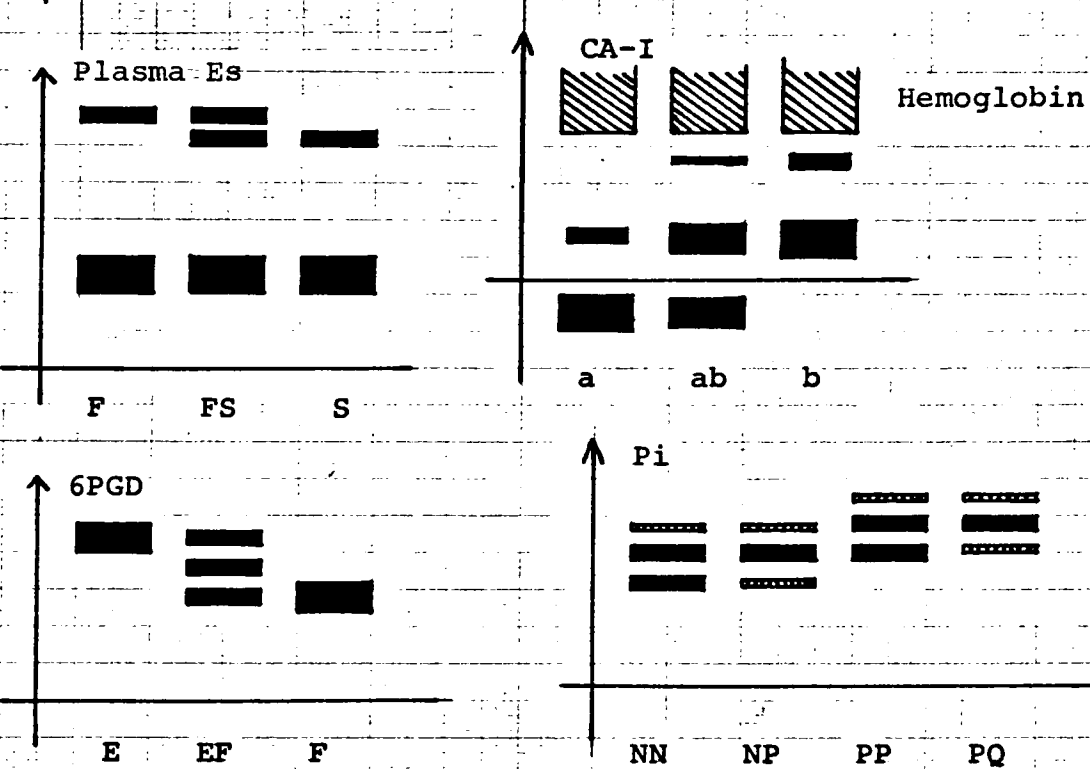 Plasma Es
F FS S
CA-I
Hemoglobin
a ab b
6PGD
E EF F
Pi
NN NP PP PQ